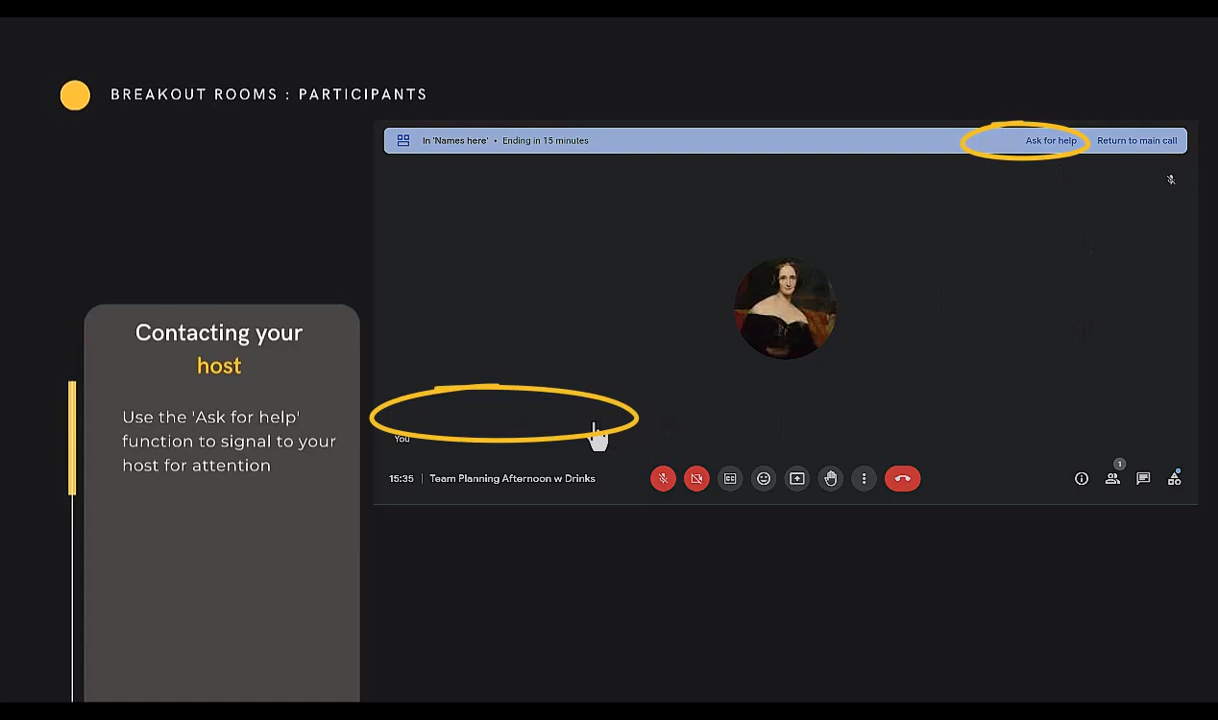 BREAKOUT ROOMS : PARTICIPANTS
In 'Names here' • Ending in 15 minutes
Ask for help
Return to main call
Contacting your
host
Use the 'Ask for help'
function to signal to your
host for attention
You
15:35 | Team Planning Afternoon w Drinks
CC
1